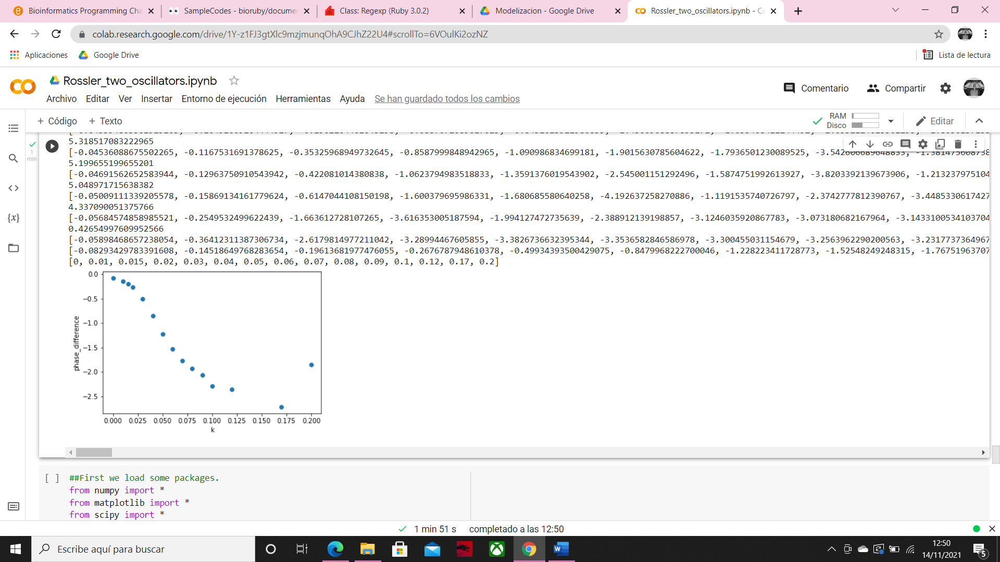 Bioinformatics Programming Cha
SampleCodes - bioruby/documen
Class: Regexp (Ruby 3.0.2)
Modelizacion - Google Drive
Rossler_two_oscillators.ipynb - Co
colab.research.google.com/drive/1Y-z1FJ3gtXlc9mzjmunqOhA9CJhZ22U4#scrollTo=6VOulKi2ozNZ
Aplicaciones
Google Drive
Lista de lectura
Rossler_two_oscillators.ipynb
Comentario
Compartir
Archivo Editar Ver Insertar Entorno de ejecución Herramientas Ayuda Se han guardado todos los cambios
+ Código + Texto
RAM
Disco
Editar
1
min
5.318517083222965
[-0.04536088675502265, -0.1167531691378625, -0.35325968949732645, -0.8587999848942965, -1.090986834699181, -1.9015630785604622, -1.7936501230089525, -3.542606689648833, -1.381475608738
5.199655199655201
[-0.04691562652583944, -0.12963750910543942, -0.422081014380838, -1.0623794983518833, -1.3591376019543902, -2.545001151292496, -1.5874751992613927, -3.8203392139673906, -1.213237975104
5.048971715638382
[-0.05009111339205578, -0.15869134161779624, -0.6147044108150198, -1.600379695986331, -1.680685580640258, -4.192637258270886, -1.1191535740726797, -2.3742777812390767, -3.4485330617427
4.337090051375766
[-0.05684574858985521, -0.2549532499622439, -1.663612728107265, -3.616353005187594, -1.994127472735639, -2.388912139198857, -3.1246035920867783, -3.073180682167964, -3.1433100534103704
0.42654997609952566
[-0.05898468657238054, -0.36412311387306734, -2.6179814977211042, -3.28994467605855, -3.3826736632395344, -3.3536582846586978, -3.300455031154679, -3.2563962290200563, -3.2317737364967
[-0.08293429783391608, -0.14518649768283654, -0.19613681977476055, -0.2676787948610378, -0.49934393500429075, -0.8479968222700046, -1.228223411728773, -1.52548249248315, -1.76751963707
[0, 0.01, 0.015, 0.02, 0.03, 0.04, 0.05, 0.06, 0.07, 0.08, 0.09, 0.1, 0.12, 0.17, 0.2]
0.0
−0.5
−1.0
−1.5
−2.0
−2.5
phase_difference
0.000 0.025 0.050 0.075 0.100 0.125 0.150 0.175 0.200
k
[ ] ##First we load some packages.
from numpy import *
from matplotlib import *
from scipy import *
1 min 51 s completado a las 12:50
Escribe aquí para buscar
12:50
14/11/2021
5